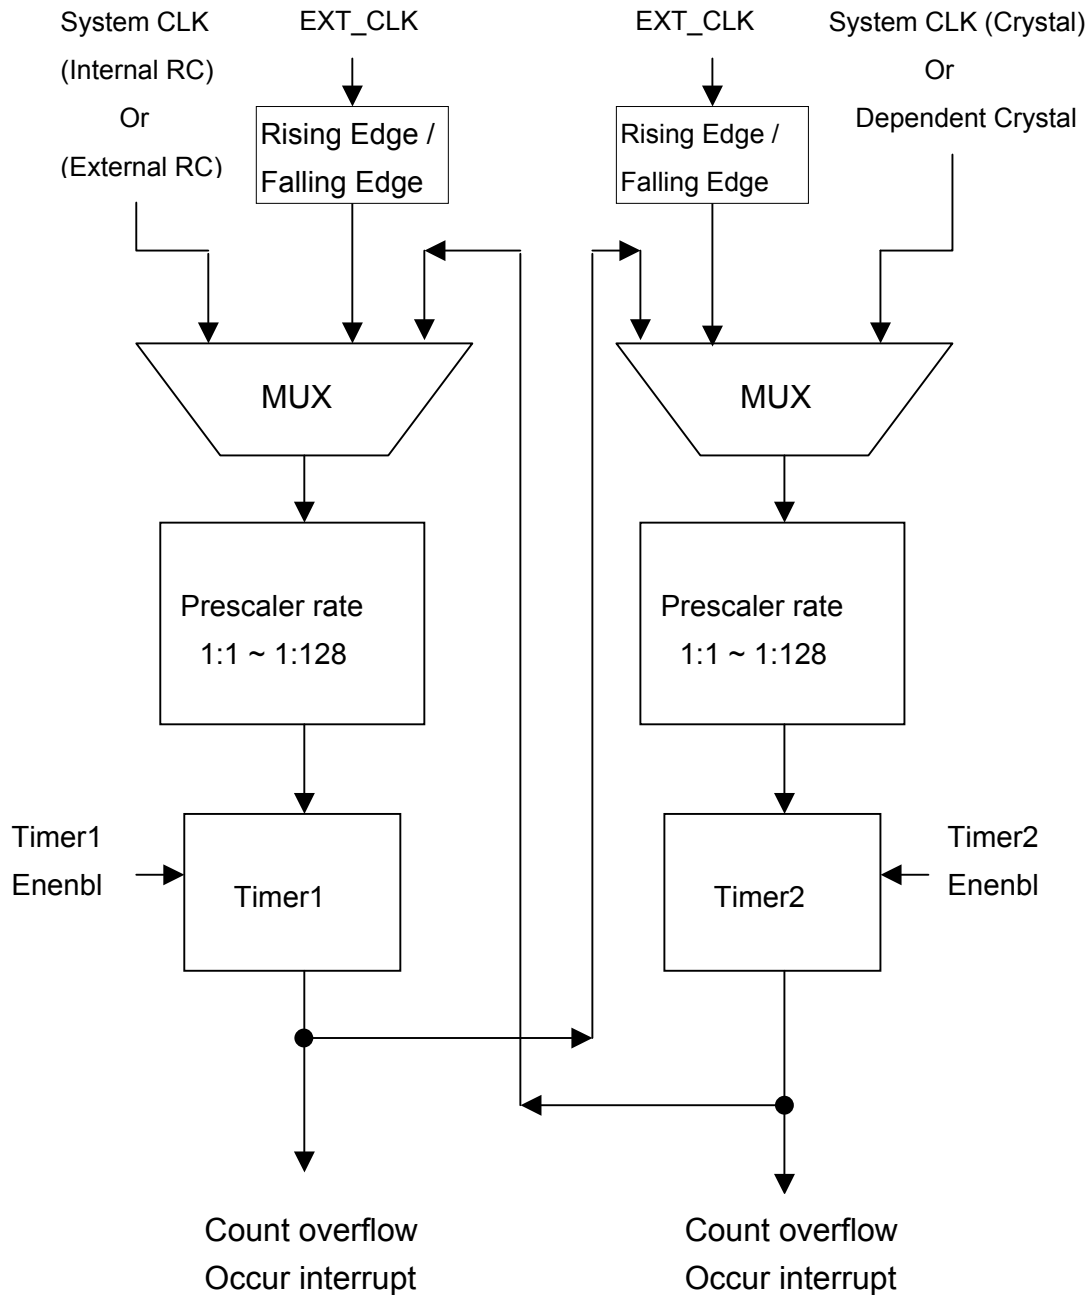 System CLK
(Internal RC)
Or
(External RC)
EXT_CLK
Rising Edge /
Falling Edge
EXT_CLK
Rising Edge /
Falling Edge
System CLK (Crystal)
Or
Dependent Crystal
MUX
MUX
Prescaler rate
1:1 ~ 1:128
Prescaler rate
1:1 ~ 1:128
Timer1
Enenbl
Timer1
Timer2
Timer2
Enenbl
Count overflow
Occur interrupt
Count overflow
Occur interrupt